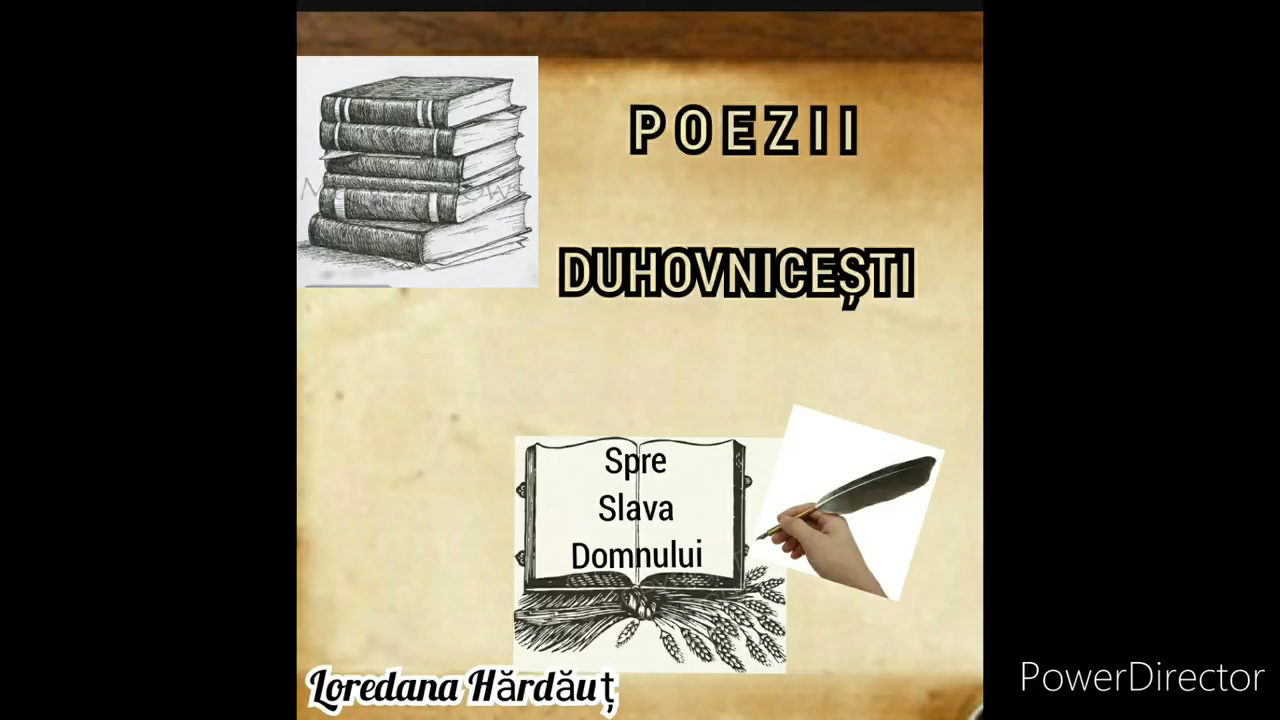 POEZII
DUHOVNICEȘTI
Spre
Slava
Domnului
Loredana Hărdăuț
PowerDirector